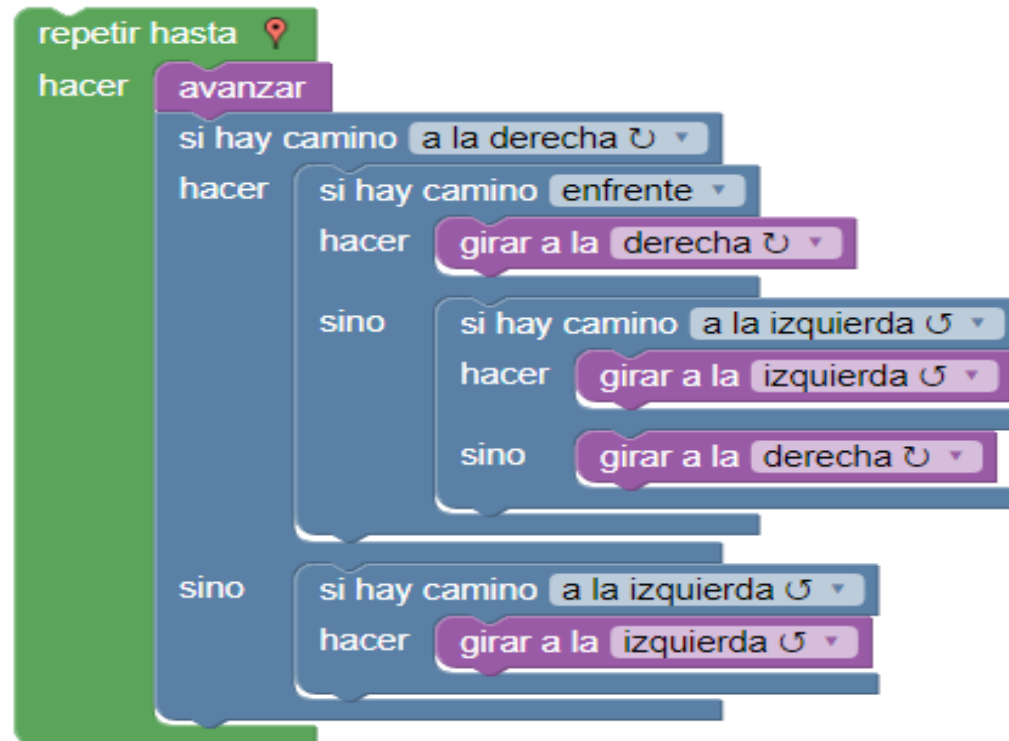 repetir hasta
hacer avanzar
si hay camino a la derecha ↻
hacer si hay camino enfrente
hacer girar a la derecha ↻
sino si hay camino a la izquierda ↺
hacer girar a la izquierda ↺
sino girar a la derecha ↻
sino si hay camino a la izquierda ↺
hacer girar a la izquierda ↺